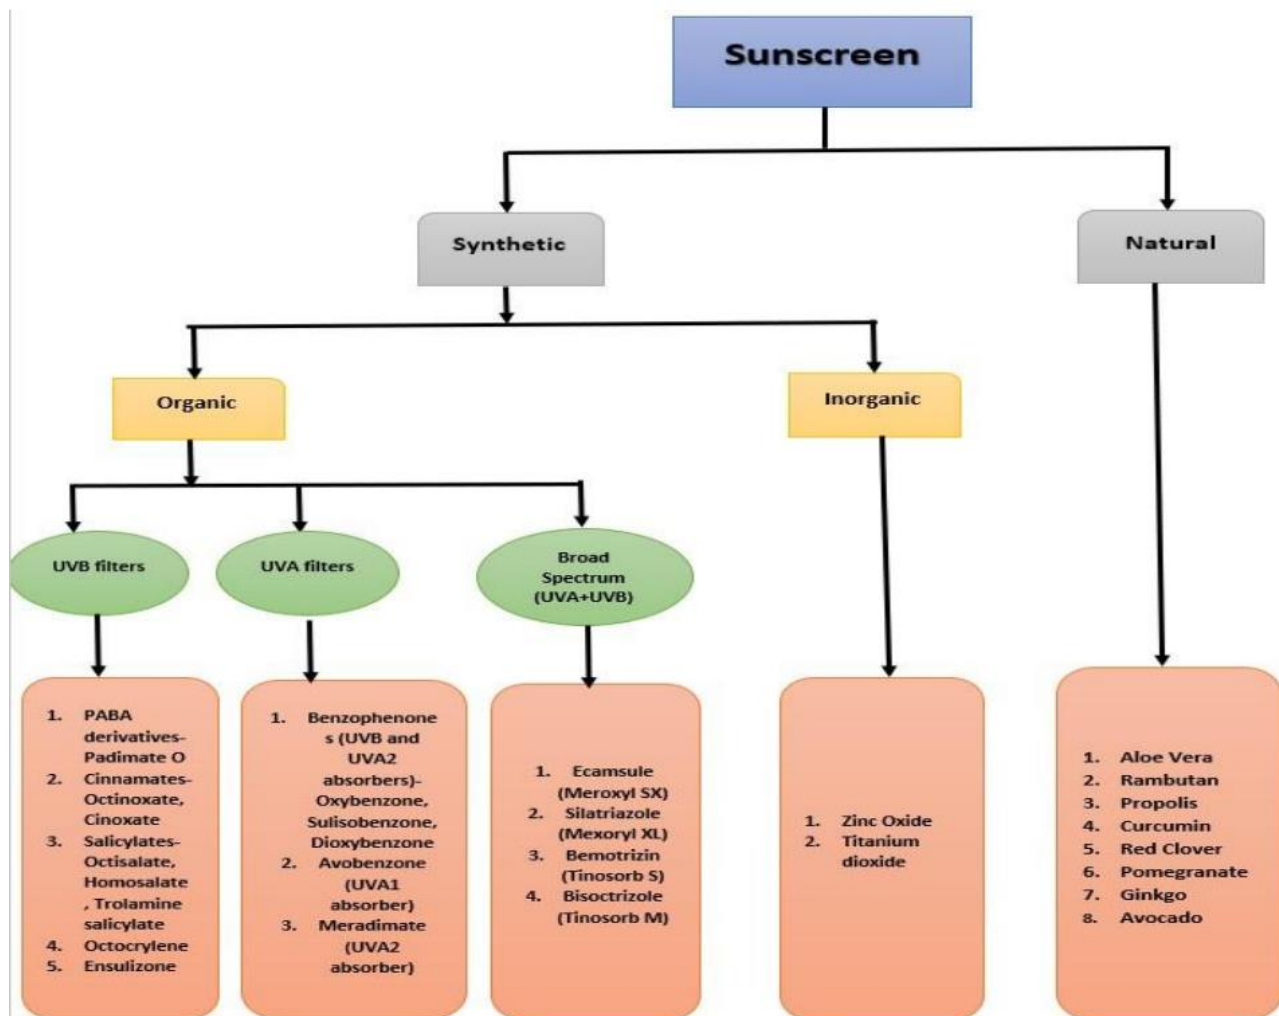 Sunscreen
Synthetic
Natural
Organic
Inorganic
UVB filters
UVA filters
Broad
Spectrum
(UVA+UVB)
1. PABA
derivatives-
Padimate O
2. Cinnamates-
Octinoxate,
Cinoxate
3. Salicylates-
Octisalate,
Homosalate
, Trolamine
salicylate
4. Octocrylene
5. Ensulizone
1. Benzophenone
s (UVB and
UVA2
absorbers)-
Oxybenzone,
Sulisobenzone,
Dioxybenzone
2. Avobenzone
(UVA1
absorber)
3. Meradimate
(UVA2
absorber)
1. Ecamsule
(Meroxyl SX)
2. Silatriazole
(Mexoryl XL)
3. Bemotrizin
(Tinosorb S)
4. Bisoctrizole
(Tinosorb M)
1. Zinc Oxide
2. Titanium
dioxide
1. Aloe Vera
2. Rambutan
3. Propolis
4. Curcumin
5. Red Clover
6. Pomegranate
7. Ginkgo
8. Avocado